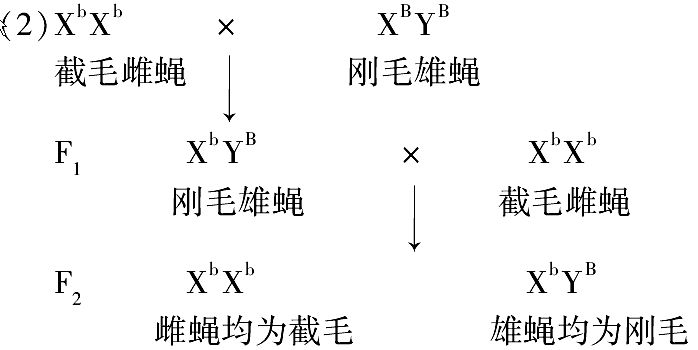 (2) XᵇXᵇ × XᴮYᴮ
截毛雌蝇 刚毛雄蝇
F₁ XᵇYᴮ × XᵇXᵇ
刚毛雄蝇 截毛雌蝇
F₂ XᵇXᵇ XᵇYᴮ
雌蝇均为截毛 雄蝇均为刚毛